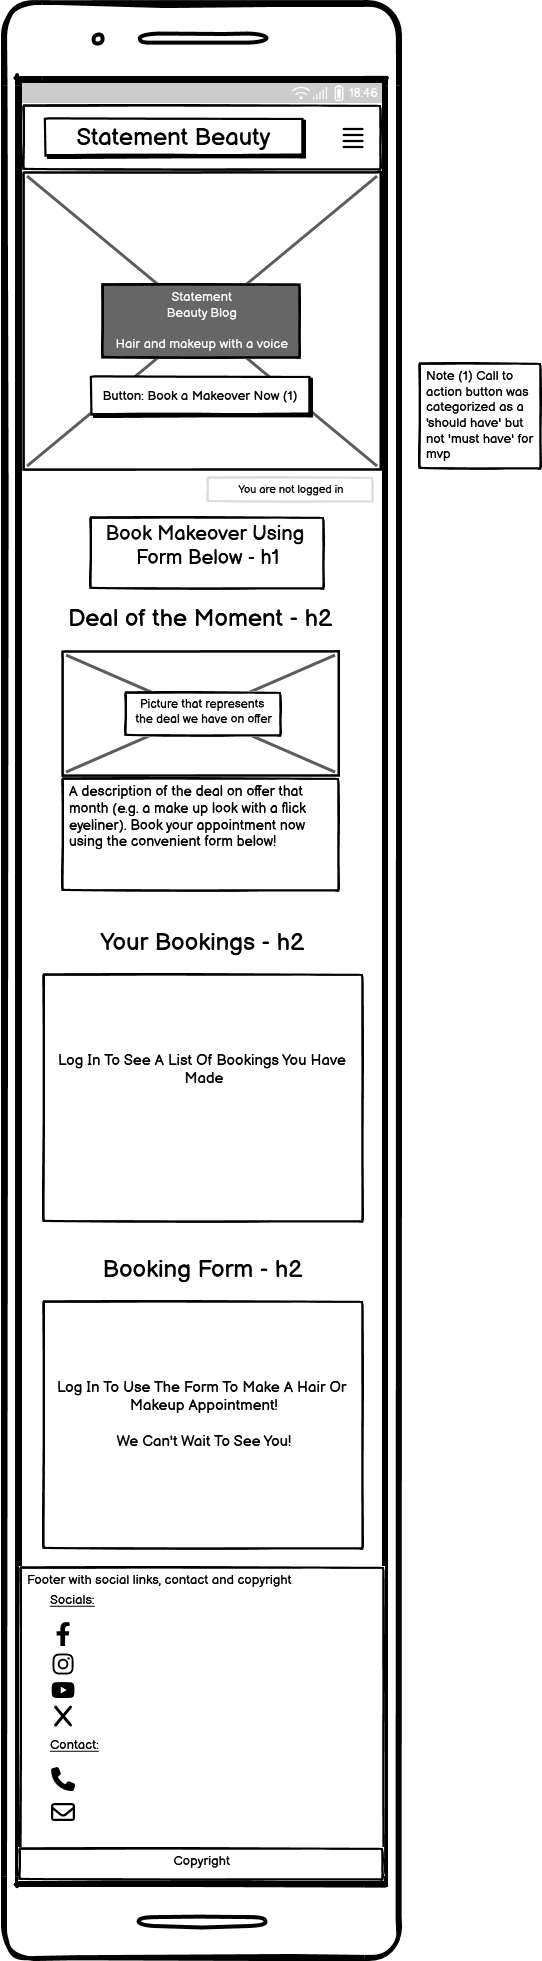 18:46
Statement Beauty
Statement
Beauty Blog
Hair and makeup with a voice
Button: Book a Makeover Now (1)
Note (1) Call to
action button was
categorized as a
'should have' but
not 'must have' for
mvp
You are not logged in
Book Makeover Using
Form Below - h1
Deal of the Moment - h2
Picture that represents
the deal we have on offer
A description of the deal on offer that
month (e.g. a make up look with a flick
eyeliner). Book your appointment now
using the convenient form below!
Your Bookings - h2
Log In To See A List Of Bookings You Have
Made
Booking Form - h2
Log In To Use The Form To Make A Hair Or
Makeup Appointment!
We Can't Wait To See You!
Footer with social links, contact and copyright
Socials:
Contact:
Copyright